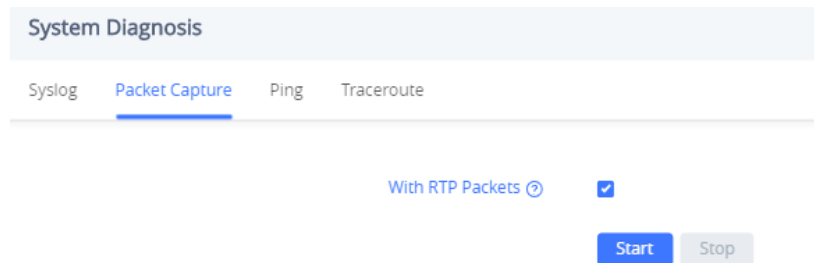 System Diagnosis
Syslog Packet Capture Ping Traceroute
With RTP Packets ?
Start Stop